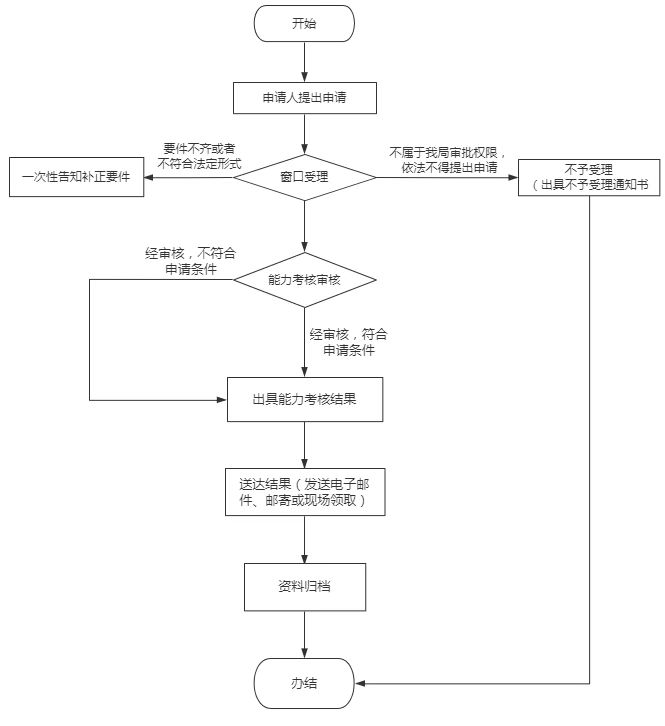 开始
申请人提出申请
要件不齐或者
不符合法定形式
不属于我局审批权限，
依法不得提出申请
一次性告知补正要件
窗口受理
不予受理
（出具不予受理通知书
经审核，不符合
申请条件
能力考核审核
经审核，符合
申请条件
出具能力考核结果
送达结果（发送电子邮
件、邮寄或现场领取）
资料归档
办结